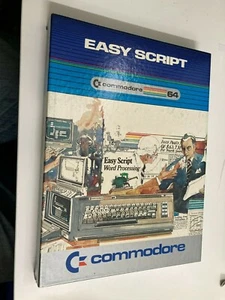 EASY SCRIPT
commodore 64
Easy Script
Word Processing
commodore